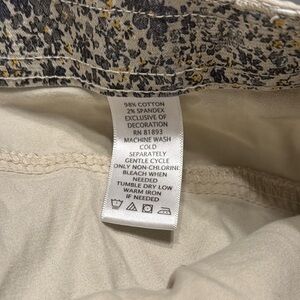 98% COTTON
2% SPANDEX
EXCLUSIVE OF
DECORATION
RN 81893
MACHINE WASH
COLD
SEPARATELY
GENTLE CYCLE
ONLY NON-CHLORINE
BLEACH WHEN
NEEDED
TUMBLE DRY LOW
WARM IRON
IF NEEDED